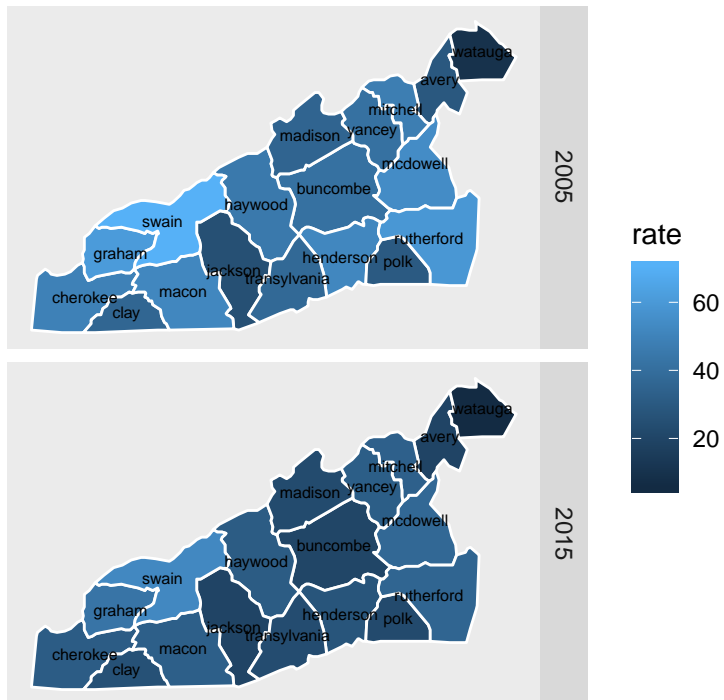 watauga
avery
mitchell
yancey
madison
mcdowell
buncombe
haywood
swain
rutherford
graham
henderson
polk
jackson
transylvania
macon
cherokee
clay
2005
watauga
avery
mitchell
yancey
madison
mcdowell
buncombe
haywood
swain
rutherford
graham
henderson
polk
jackson
transylvania
macon
cherokee
clay
2015
rate
60
40
20